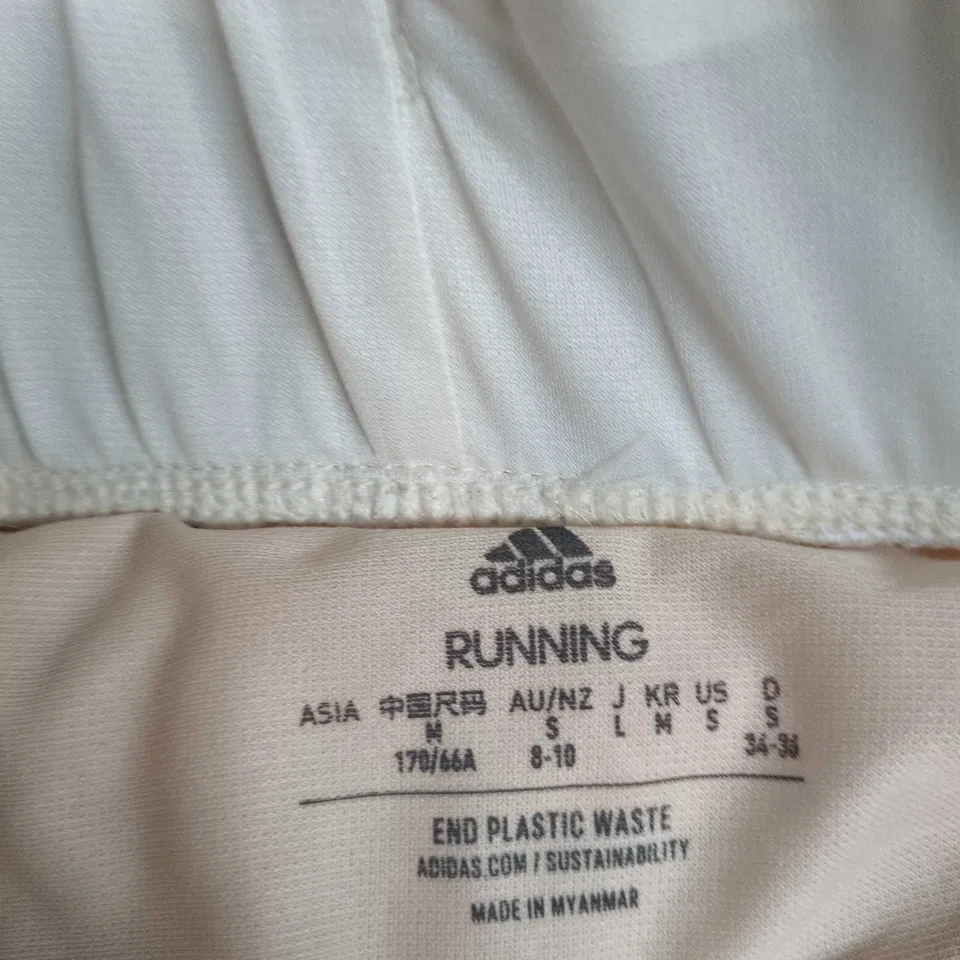 adidas
RUNNING
ASIA 中国尺码 AU/NZ J KR US D
M S L M S S
170/66A 8-10 34-36
END PLASTIC WASTE
ADIDAS.COM / SUSTAINABILITY
MADE IN MYANMAR